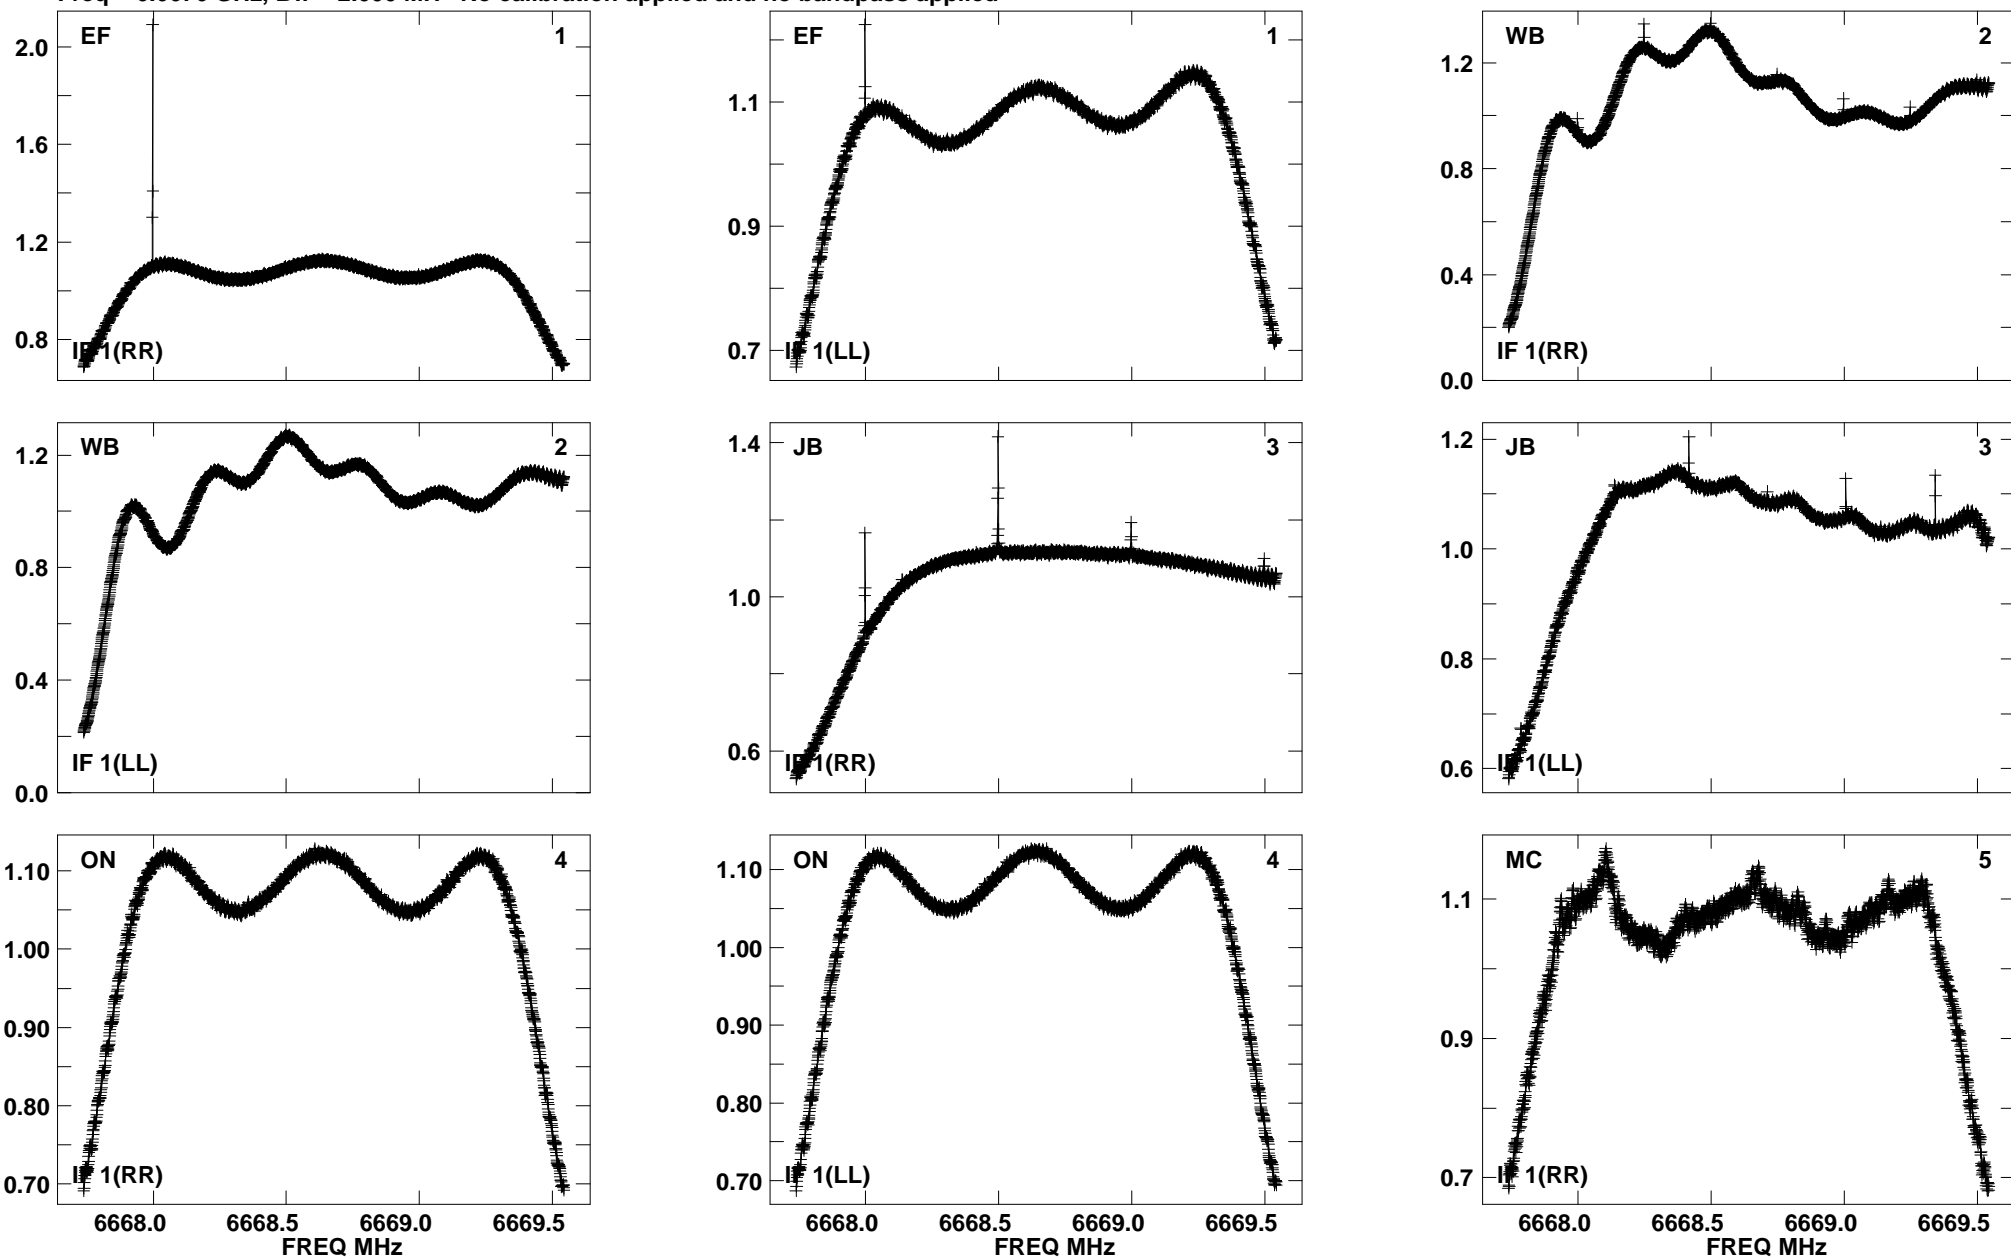 EF 1
2.0
1.6
1.2
0.8
IF 1(RR)
EF 1
1.1
0.9
0.7
IF 1(LL)
WB 2
1.2
0.8
0.4
0.0
IF 1(RR)
WB 2
1.2
0.8
0.4
0.0
IF 1(LL)
JB 3
1.4
1.0
0.6
IF 1(RR)
JB 3
1.2
1.0
0.8
0.6
IF 1(LL)
ON 4
1.10
1.00
0.90
0.80
0.70
IF 1(RR)
6668.0 6668.5 6669.0 6669.5
FREQ MHz
ON 4
1.10
1.00
0.90
0.80
0.70
IF 1(LL)
6668.0 6668.5 6669.0 6669.5
FREQ MHz
MC 5
1.1
0.9
0.7
IF 1(RR)
6668.0 6668.5 6669.0 6669.5
FREQ MHz